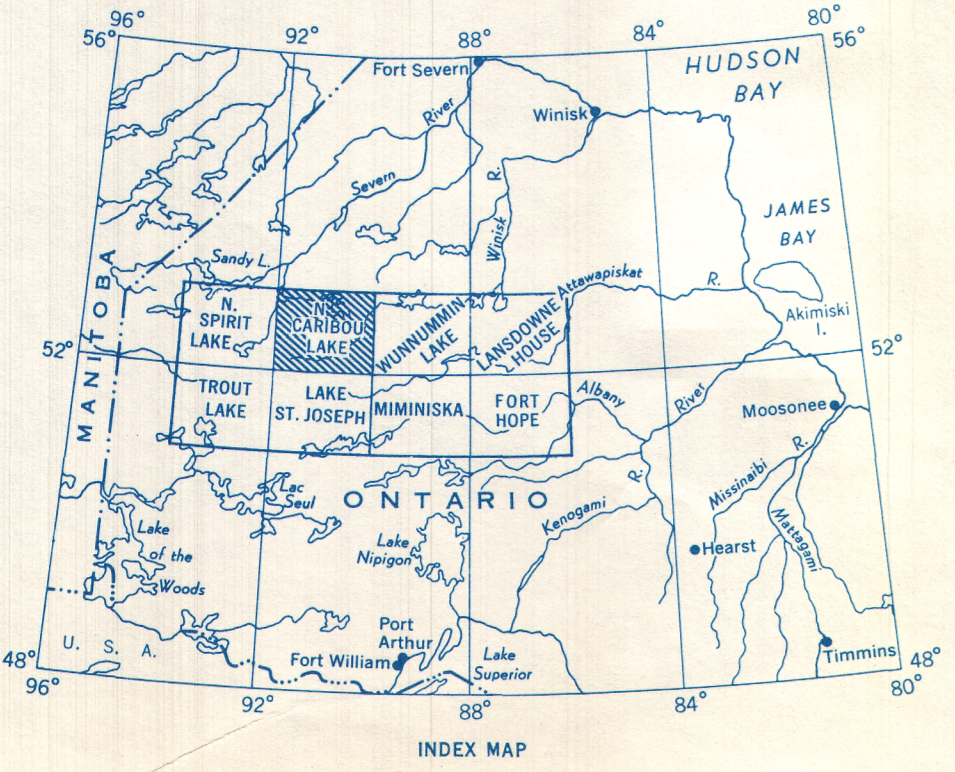 96°
92°
88°
84°
80°
56°
56°
HUDSON
BAY
Fort Severn
Winisk
River
Severn
R.
Winisk
JAMES
BAY
Sandy L.
Attawapiskat
R.
Akimiski
I.
MANITOBA
N.
SPIRIT
LAKE
N.
CARIBOU
LAKE
WUNNUMMIN
LAKE
LANSDOWNE
HOUSE
52°
52°
TROUT
LAKE
LAKE
ST. JOSEPH
MIMINISKA
FORT
HOPE
Albany
River
Moosonee
R.
Missinaibi
R.
Lac
Seul
ONTARIO
Kenogami
Mattagami
Lake
of the
Woods
Lake
Nipigon
Hearst
Port
Arthur
U. S. A.
Fort William
Lake
Superior
Timmins
48°
48°
96°
92°
88°
84°
80°
INDEX MAP